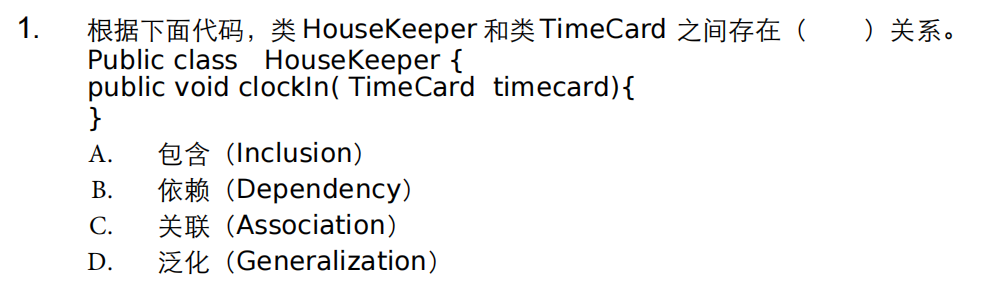 1. 根据下面代码，类 HouseKeeper 和类 TimeCard 之间存在（　　）关系。
Public class HouseKeeper {
public void clockIn( TimeCard timecard){
}
A. 包含（Inclusion）
B. 依赖（Dependency）
C. 关联（Association）
D. 泛化（Generalization）